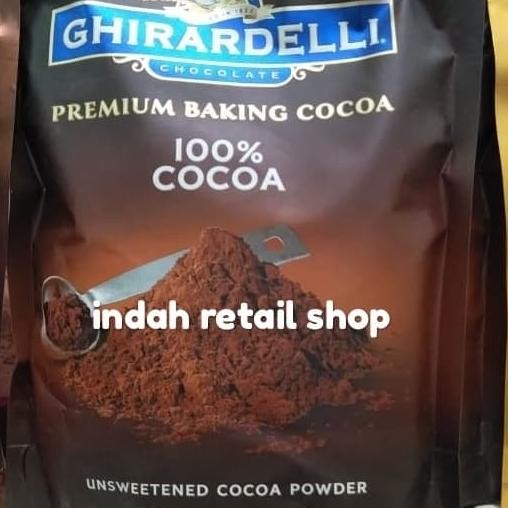 GHIRARDELLI®
CHOCOLATE
PREMIUM BAKING COCOA
100%
COCOA
indah retail shop
UNSWEETENED COCOA POWDER